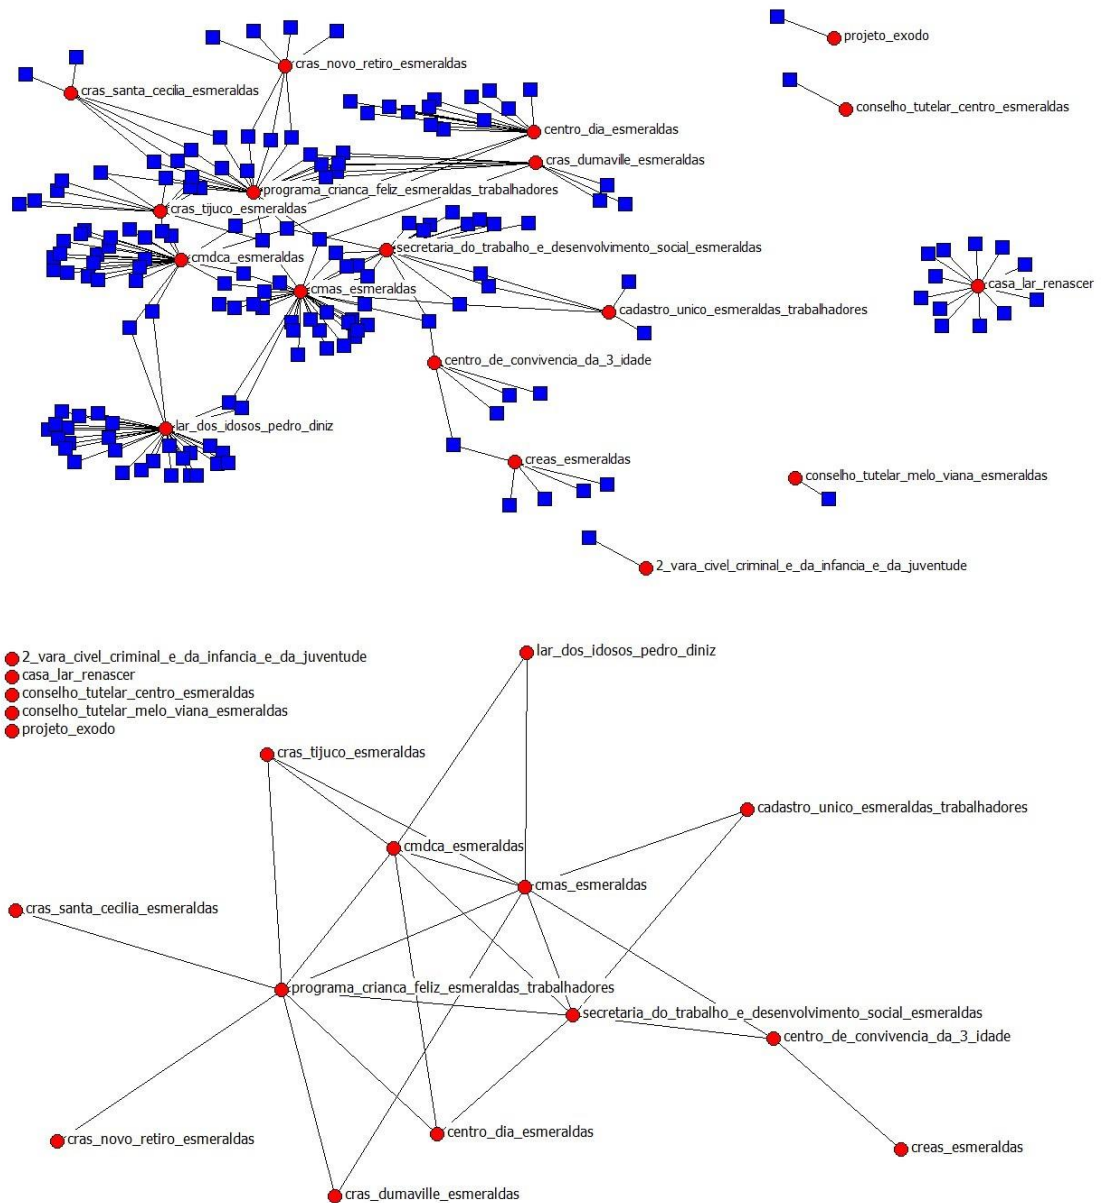 projeto_exodo
cras_novo_retiro_esmeraldas
cras_santa_cecilia_esmeraldas
conselho_tutelar_centro_esmeraldas
centro_dia_esmeraldas
cras_dumaville_esmeraldas
programa_crianca_feliz_esmeraldas_trabalhadores
cras_tijuco_esmeraldas
secretaria_do_trabalho_e_desenvolvimento_social_esmeraldas
cmdca_esmeraldas
casa_lar_renascer
cmas_esmeraldas
cadastro_unico_esmeraldas_trabalhadores
centro_de_convivencia_da_3_idade
lar_dos_idosos_pedro_diniz
creas_esmeraldas
conselho_tutelar_melo_viana_esmeraldas
2_vara_civel_criminal_e_da_infancia_e_da_juventude
lar_dos_idosos_pedro_diniz
2_vara_civel_criminal_e_da_infancia_e_da_juventude
casa_lar_renascer
conselho_tutelar_centro_esmeraldas
conselho_tutelar_melo_viana_esmeraldas
projeto_exodo
cras_tijuco_esmeraldas
cadastro_unico_esmeraldas_trabalhadores
cmdca_esmeraldas
cmas_esmeraldas
cras_santa_cecilia_esmeraldas
programa_crianca_feliz_esmeraldas_trabalhadores
secretaria_do_trabalho_e_desenvolvimento_social_esmeraldas
centro_de_convivencia_da_3_idade
centro_dia_esmeraldas
cras_novo_retiro_esmeraldas
creas_esmeraldas
cras_dumaville_esmeraldas